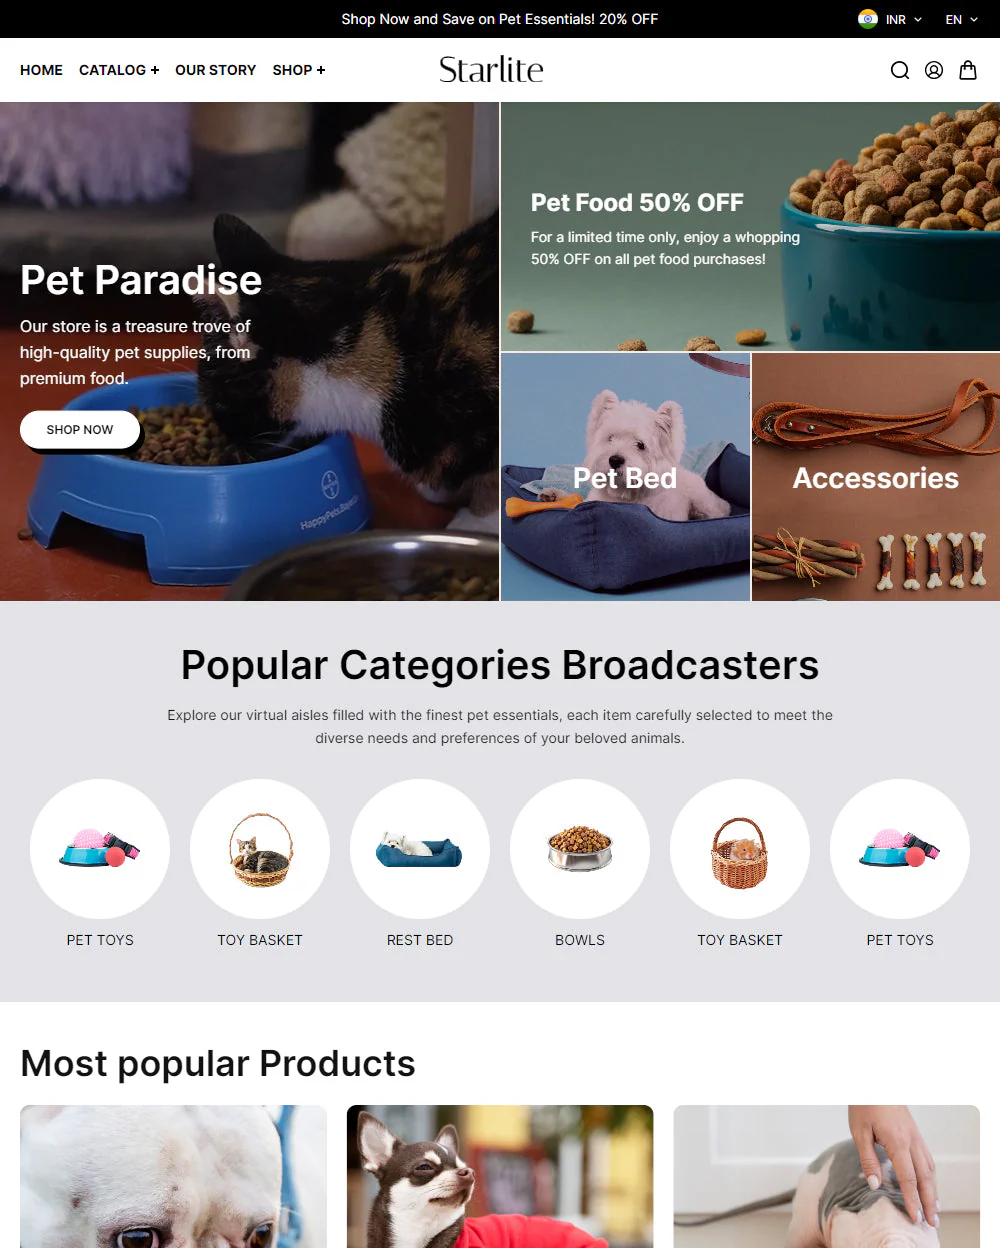 Shop Now and Save on Pet Essentials! 20% OFF
INR
EN
HOME
CATALOG +
OUR STORY
SHOP +
Starlite
Pet Paradise
Our store is a treasure trove of
high-quality pet supplies, from
premium food.
SHOP NOW
HappyPets.Bayer
Pet Food 50% OFF
For a limited time only, enjoy a whopping
50% OFF on all pet food purchases!
Pet Bed
Accessories
Popular Categories Broadcasters
Explore our virtual aisles filled with the finest pet essentials, each item carefully selected to meet the
diverse needs and preferences of your beloved animals.
PET TOYS
TOY BASKET
REST BED
BOWLS
TOY BASKET
PET TOYS
Most popular Products